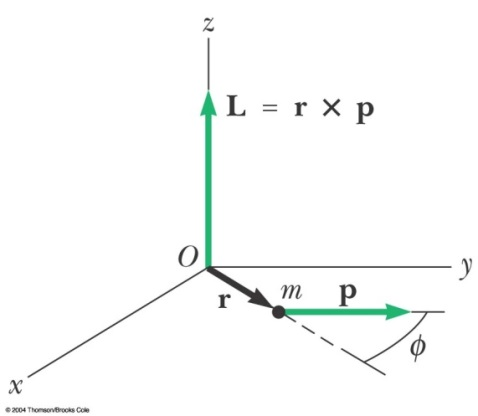 z
L = r × p
O
y
r
m
p
ϕ
x
© 2004 Thomson/Brooks Cole